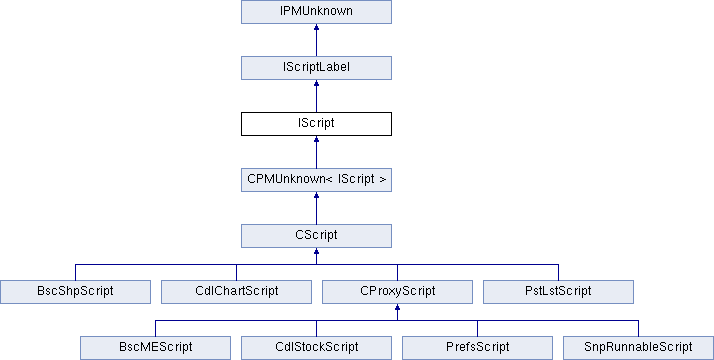 IPMUnknown
IScriptLabel
IScript
CPMUnknown< IScript >
CScript
BscShpScript
CdlChartScript
CProxyScript
PstLstScript
BscMEScript
CdlStockScript
PrefsScript
SnpRunnableScript